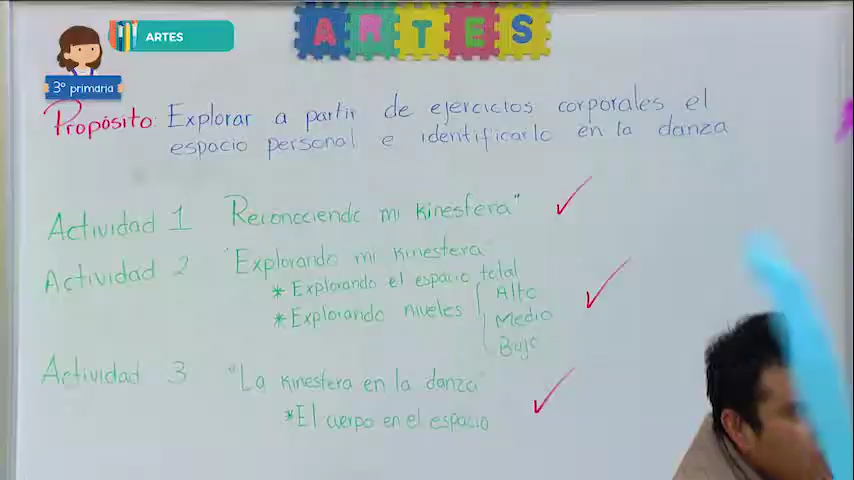 ARTES
ARTES
3° primaria
Propósito: Explorar a partir de ejercicios corporales el
espacio personal e identificarlo en la danza
Actividad 1 Reconociendo mi kinesfera"
Actividad 2 "Explorando mi kinesfera"
* Explorando el espacio total
* Explorando niveles Alto
Medio
Bajo
Actividad 3 "La kinesfera en la danza"
*El cuerpo en el espacio